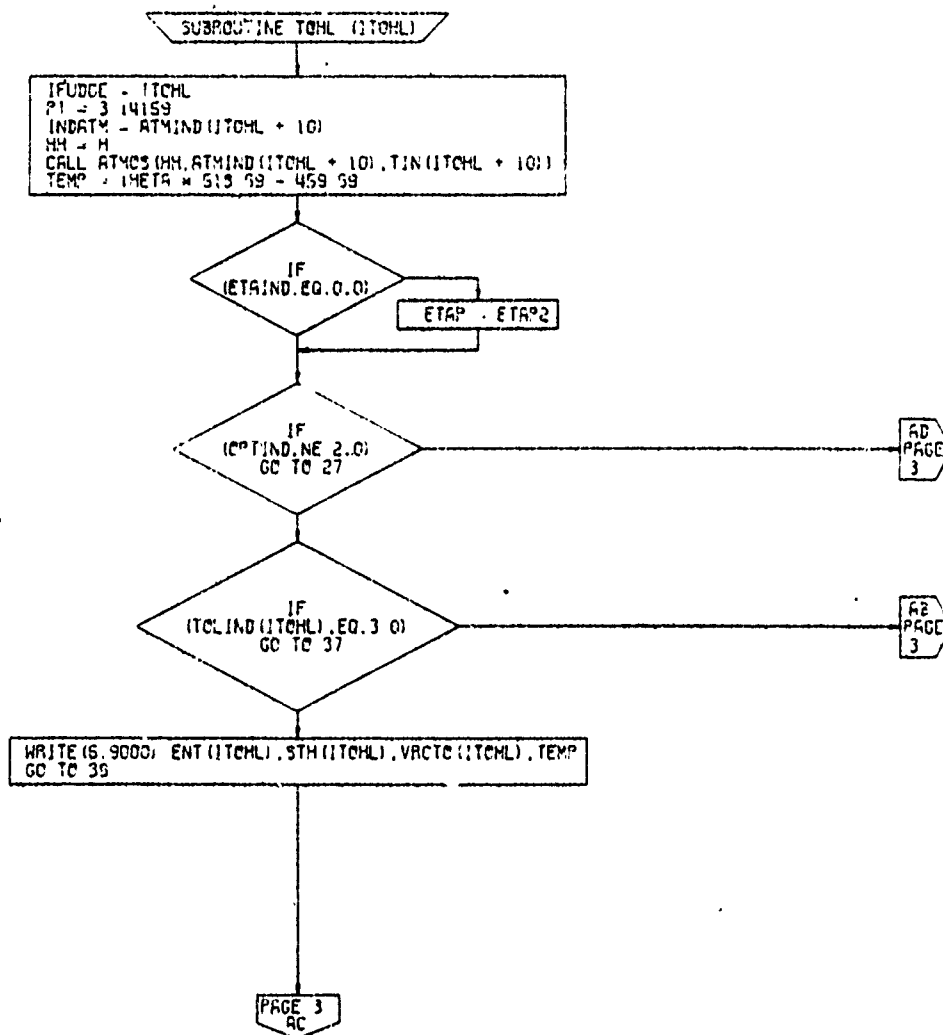 SUBROUTINE TOHL (ITOHL)
IFUDGE = ITOHL
PI = 3.14159
INDATM = ATMIND(ITOHL + 10)
HH = H
CALL ATMOS(HH,ATMIND(ITOHL + 10),TIN(ITOHL + 10))
TEMP = THETA * 518.69 - 459.69
IF
(ETAIND.EQ.0.0)
ETAP = ETAP2
IF
(OPTIND.NE.2.0)
GO TO 27
AD
PAGE
3
IF
(TOLIND(ITOHL).EQ.3.0)
GO TO 37
AB
PAGE
3
WRITE(6,9000) ENT(ITOHL),STH(ITOHL),VRCTO(ITOHL),TEMP
GO TO
PAGE 3
AC